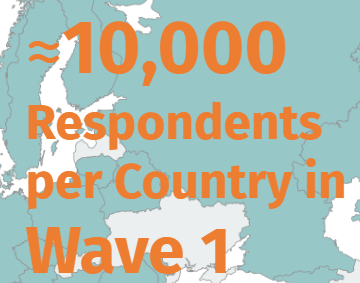 ≈10,000
Respondents
per Country in
Wave 1